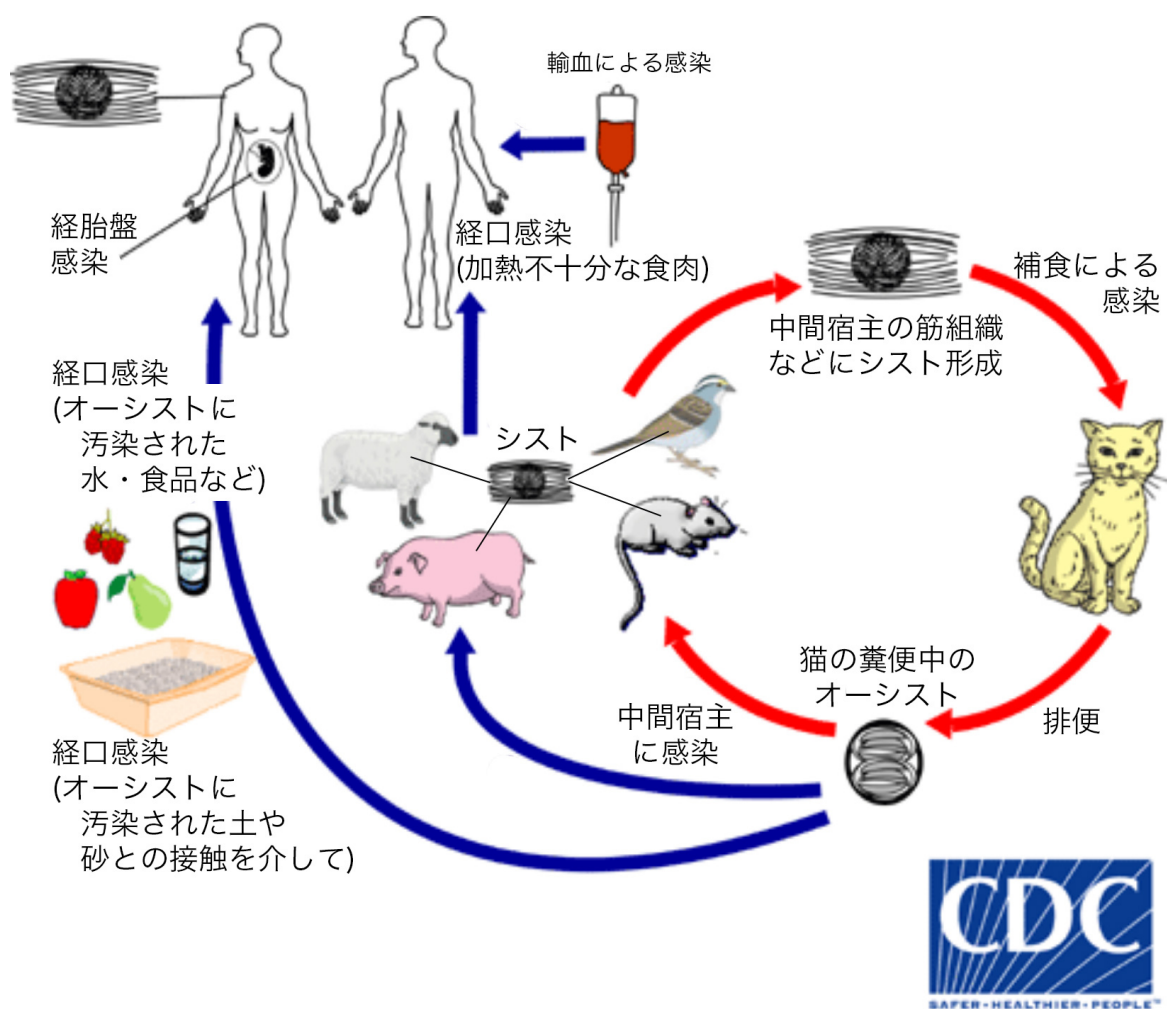 輸血による感染
経胎盤
感染
経口感染
(加熱不十分な食肉)
補食による
感染
中間宿主の筋組織
などにシスト形成
経口感染
(オーシストに
汚染された
水・食品など)
シスト
猫の糞便中の
オーシスト
排便
中間宿主
に感染
経口感染
(オーシストに
汚染された土や
砂との接触を介して)
CDC
SAFER•HEALTHIER•PEOPLE™